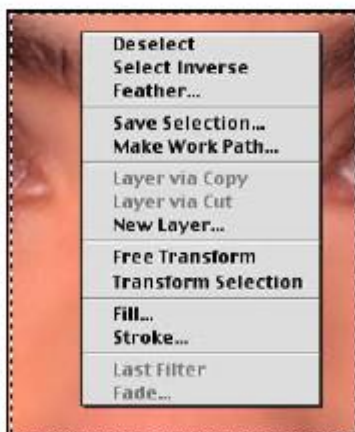 Deselect
Select Inverse
Feather...
Save Selection...
Make Work Path...
Layer via Copy
Layer via Cut
New Layer...
Free Transform
Transform Selection
Fill...
Stroke...
Last Filter
Fade...